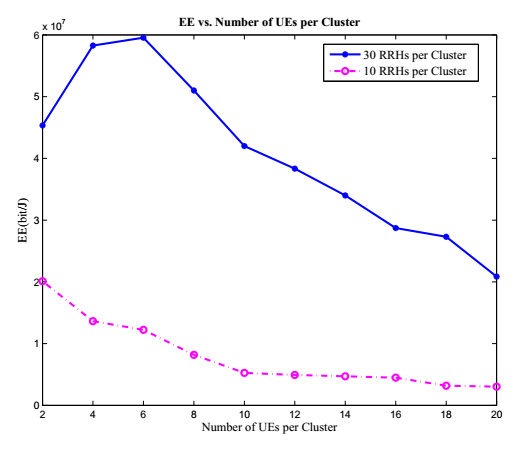 EE vs. Number of UEs per Cluster
x 10^7
6
5
4
3
2
1
0
EE(bit/J)
30 RRHs per Cluster
10 RRHs per Cluster
2 4 6 8 10 12 14 16 18 20
Number of UEs per Cluster